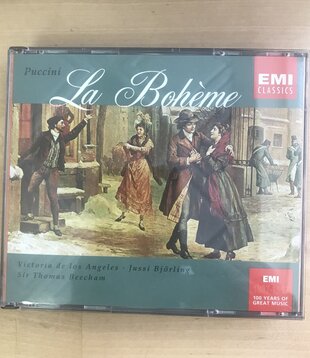 Puccini
La Bohème
EMI
CLASSICS
Victoria de los Angeles · Jussi Björling
Sir Thomas Beecham
EMI
100 YEARS OF
GREAT MUSIC